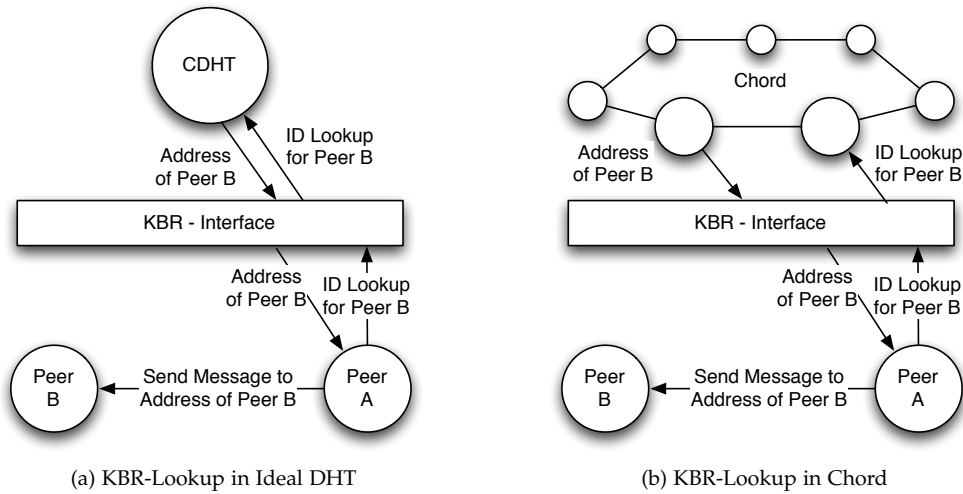 CDHT
ID Lookup
for Peer B
Address
of Peer B
KBR - Interface
Address
of Peer B
ID Lookup
for Peer B
Peer
B
Send Message to
Address of Peer B
Peer
A
(a) KBR-Lookup in Ideal DHT
Chord
Address
of Peer B
ID Lookup
for Peer B
KBR - Interface
Address
of Peer B
ID Lookup
for Peer B
Peer
B
Send Message to
Address of Peer B
Peer
A
(b) KBR-Lookup in Chord